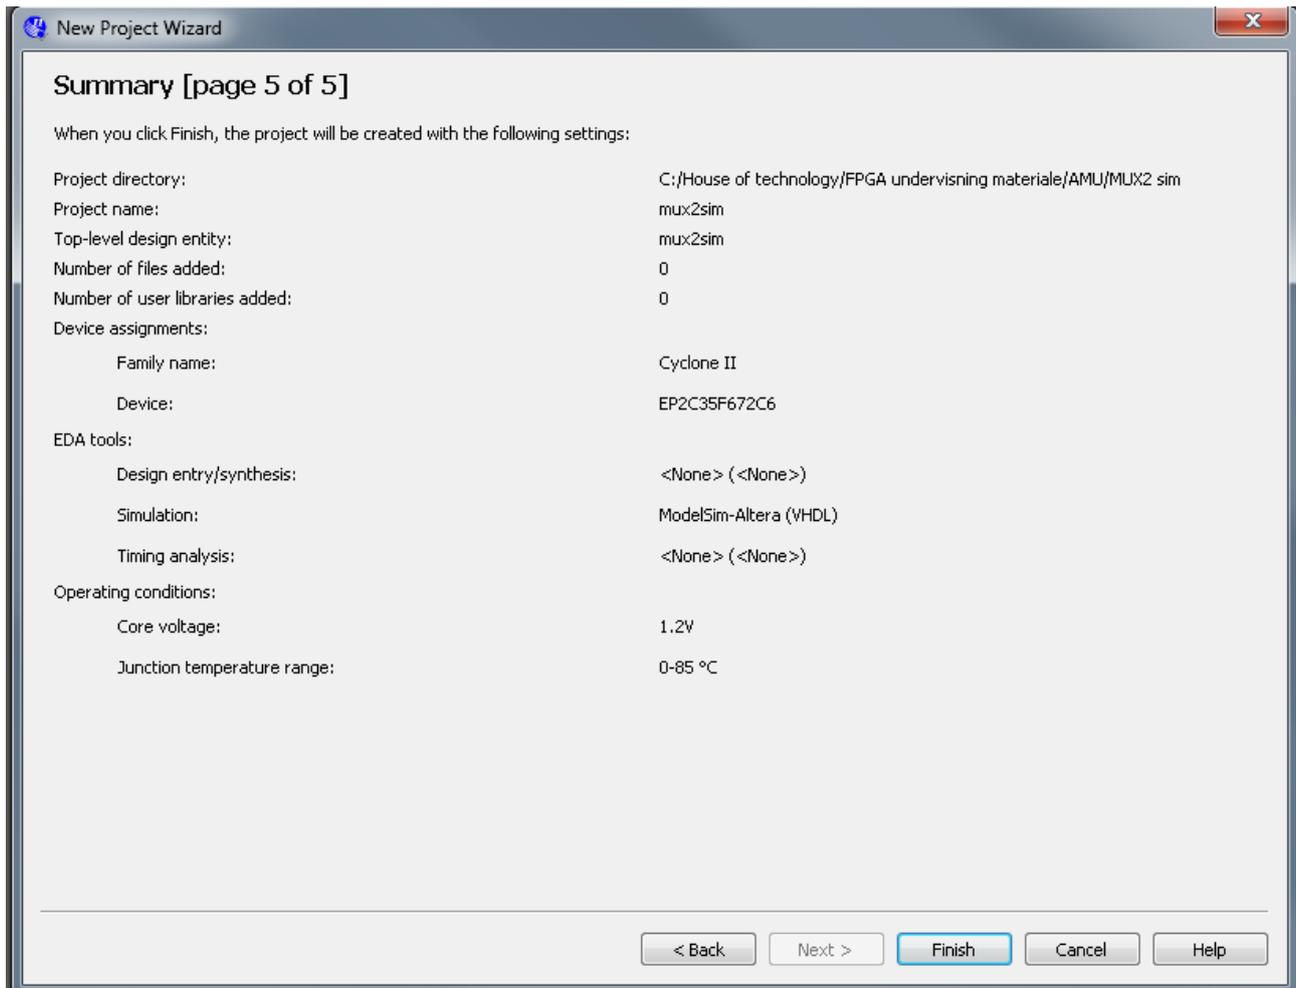 New Project Wizard
Summary [page 5 of 5]
When you click Finish, the project will be created with the following settings:
Project directory: C:/House of technology/FPGA undervisning materiale/AMU/MUX2 sim
Project name: mux2sim
Top-level design entity: mux2sim
Number of files added: 0
Number of user libraries added: 0
Device assignments:
Family name: Cyclone II
Device: EP2C35F672C6
EDA tools:
Design entry/synthesis: <None> (<None>)
Simulation: ModelSim-Altera (VHDL)
Timing analysis: <None> (<None>)
Operating conditions:
Core voltage: 1.2V
Junction temperature range: 0-85 °C
< Back Next > Finish Cancel Help